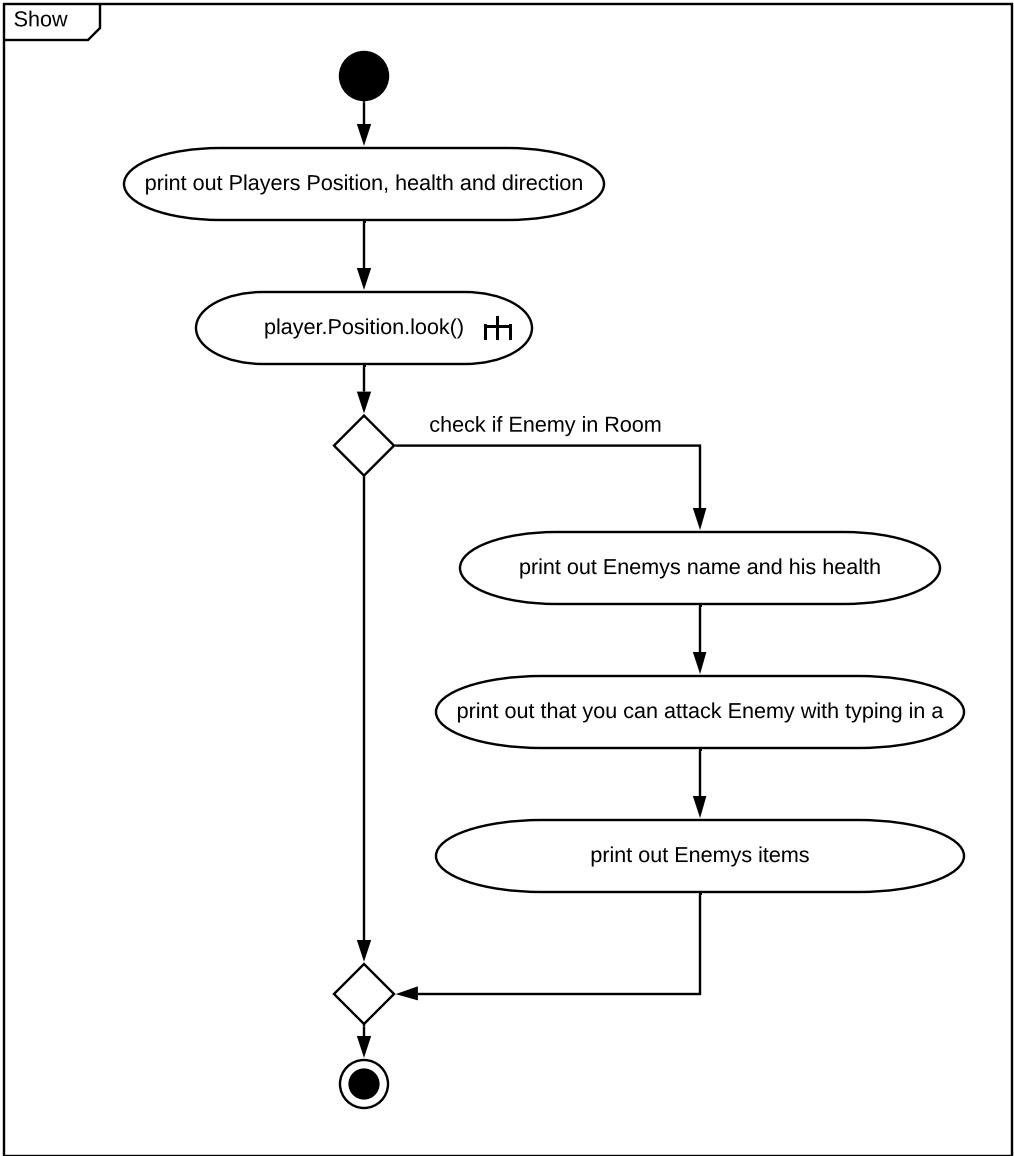 Show
print out Players Position, health and direction
player.Position.look()
check if Enemy in Room
print out Enemys name and his health
print out that you can attack Enemy with typing in a
print out Enemys items